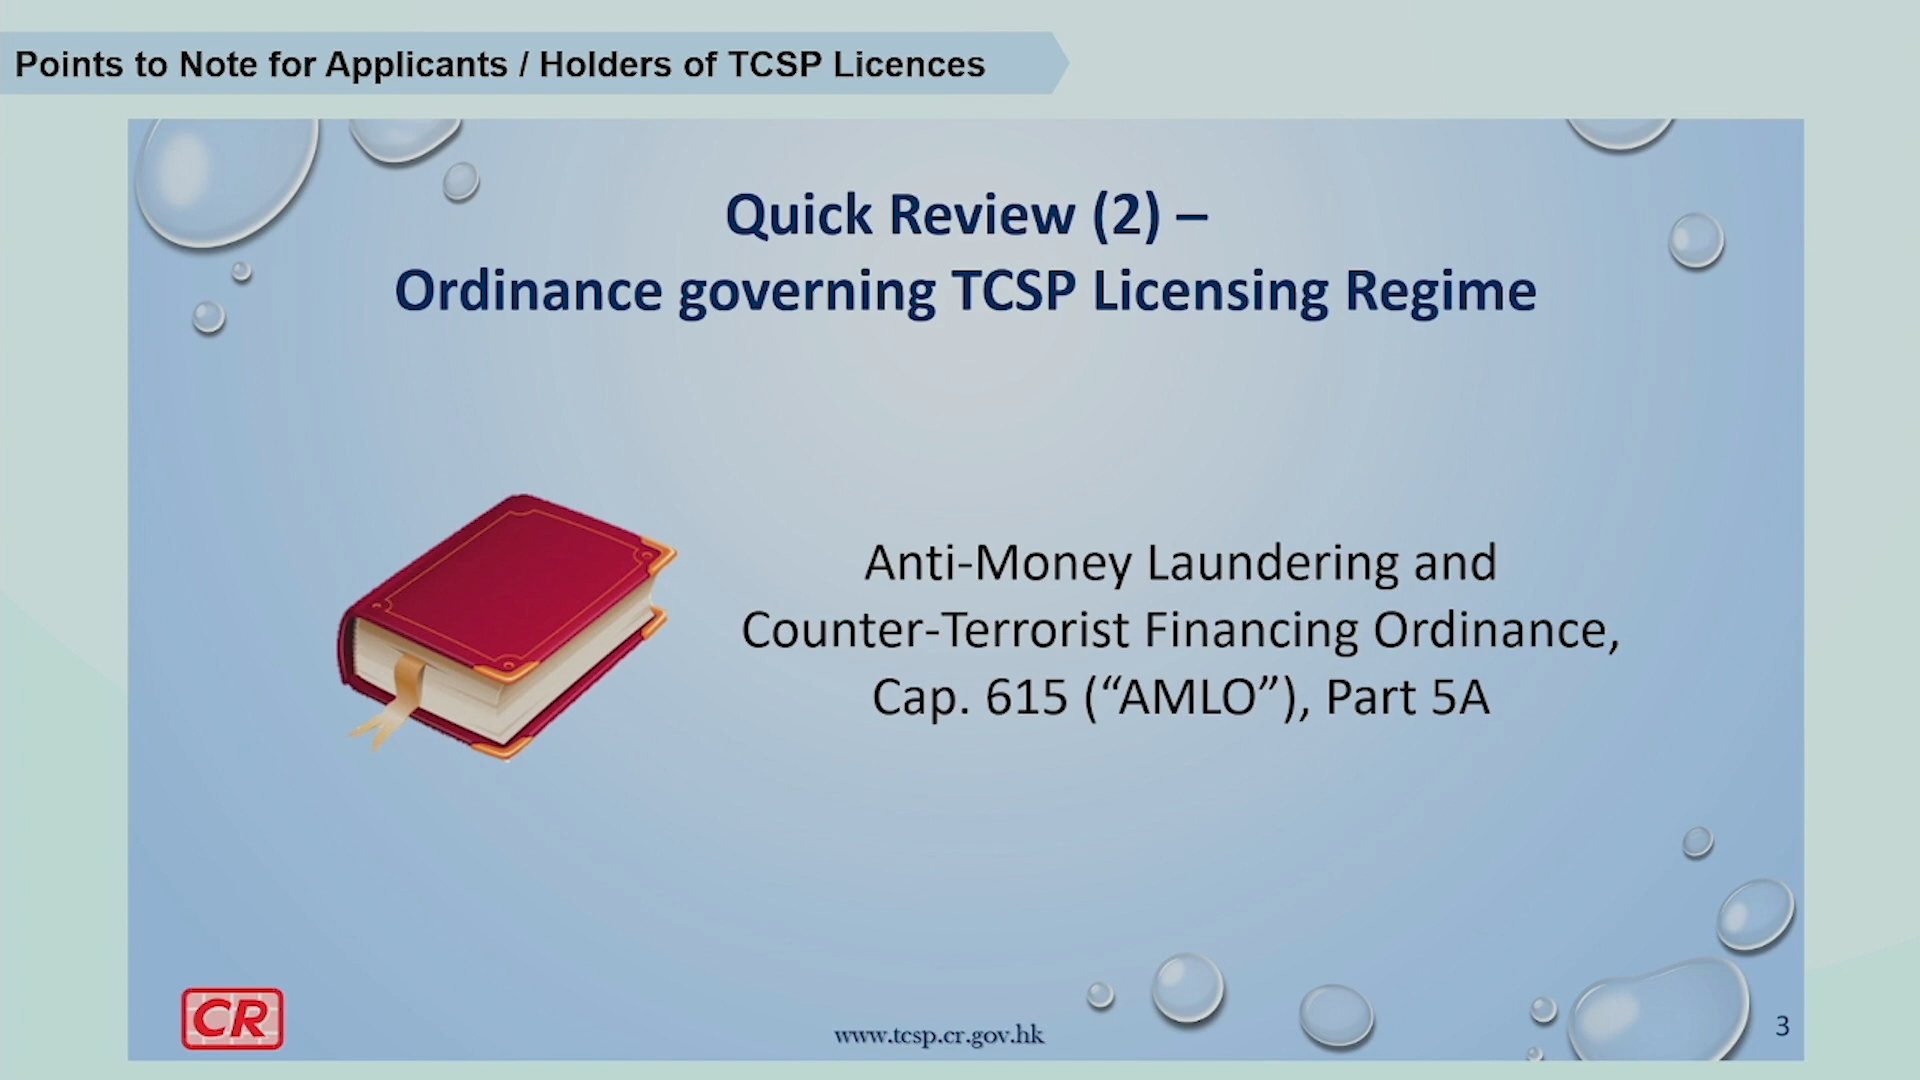 Points to Note for Applicants / Holders of TCSP Licences
Quick Review (2) –
Ordinance governing TCSP Licensing Regime
Anti-Money Laundering and
Counter-Terrorist Financing Ordinance,
Cap. 615 (“AMLO”), Part 5A
CR
www.tcsp.cr.gov.hk
3